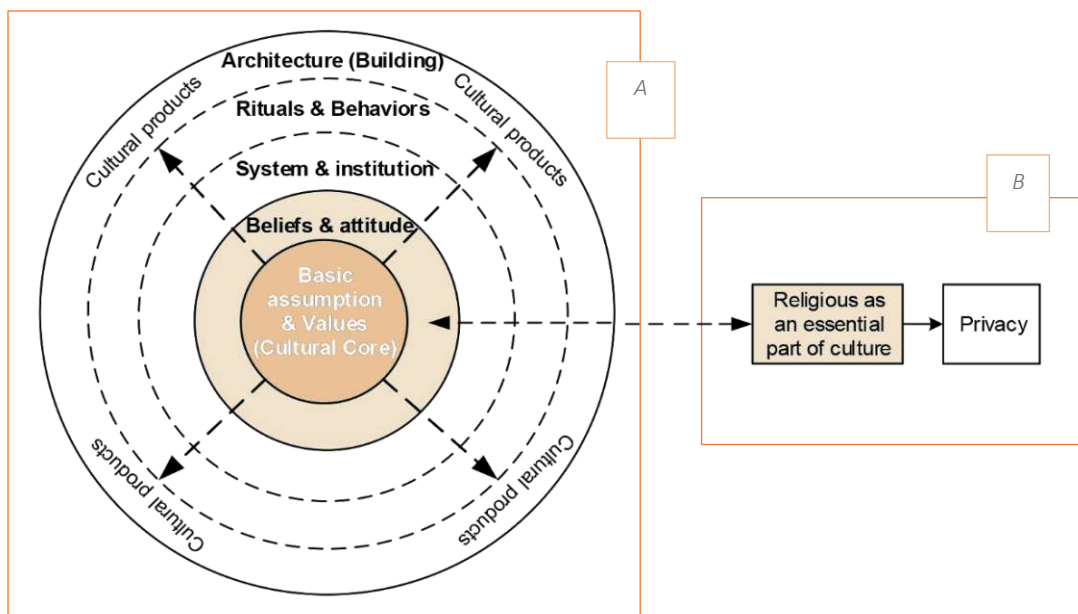 Architecture (Building)
Cultural products
Cultural products
Rituals & Behaviors
System & institution
Beliefs & attitude
Basic
assumption
& Values
(Cultural Core)
Cultural products
Cultural products
A
B
Religious as
an essential
part of culture
Privacy